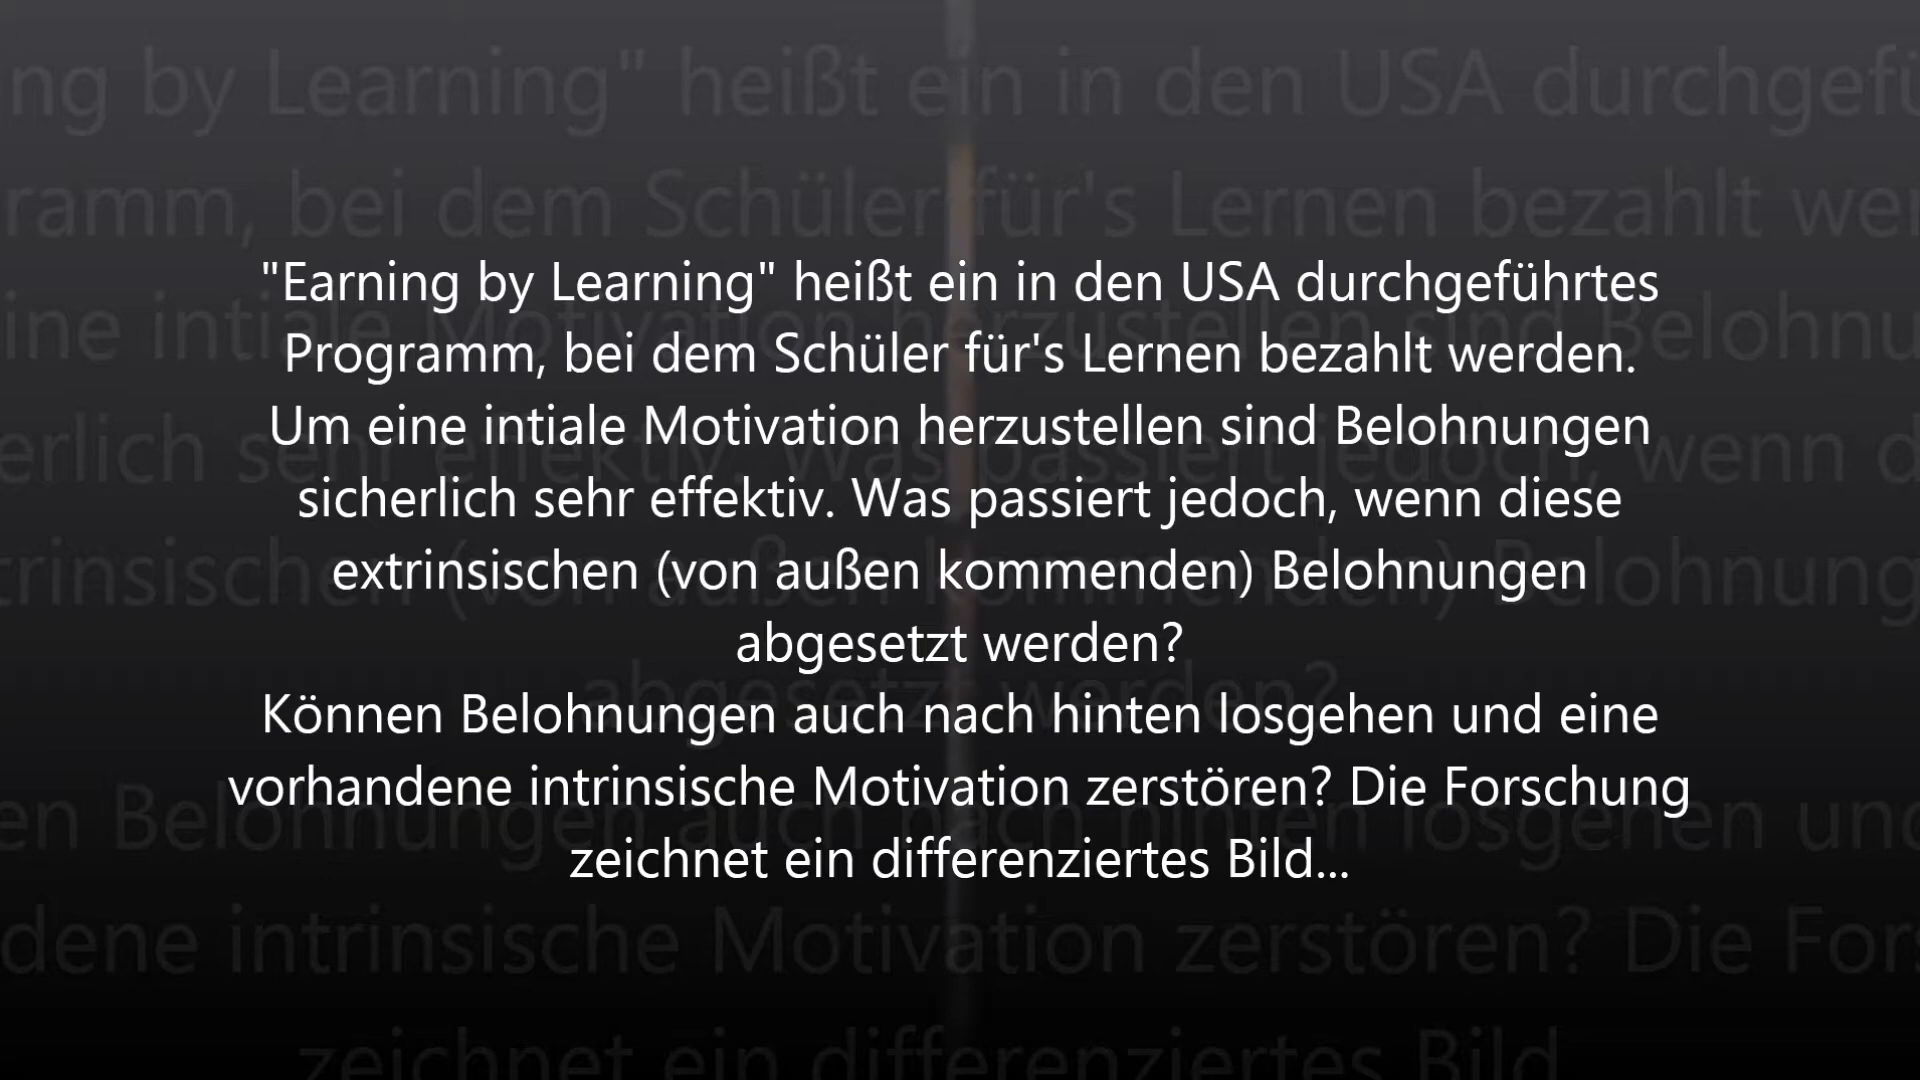 "Earning by Learning" heißt ein in den USA durchgeführtes
Programm, bei dem Schüler für's Lernen bezahlt werden.
Um eine intiale Motivation herzustellen sind Belohnungen
sicherlich sehr effektiv. Was passiert jedoch, wenn diese
extrinsischen (von außen kommenden) Belohnungen
abgesetzt werden?
Können Belohnungen auch nach hinten losgehen und eine
vorhandene intrinsische Motivation zerstören? Die Forschung
zeichnet ein differenziertes Bild...